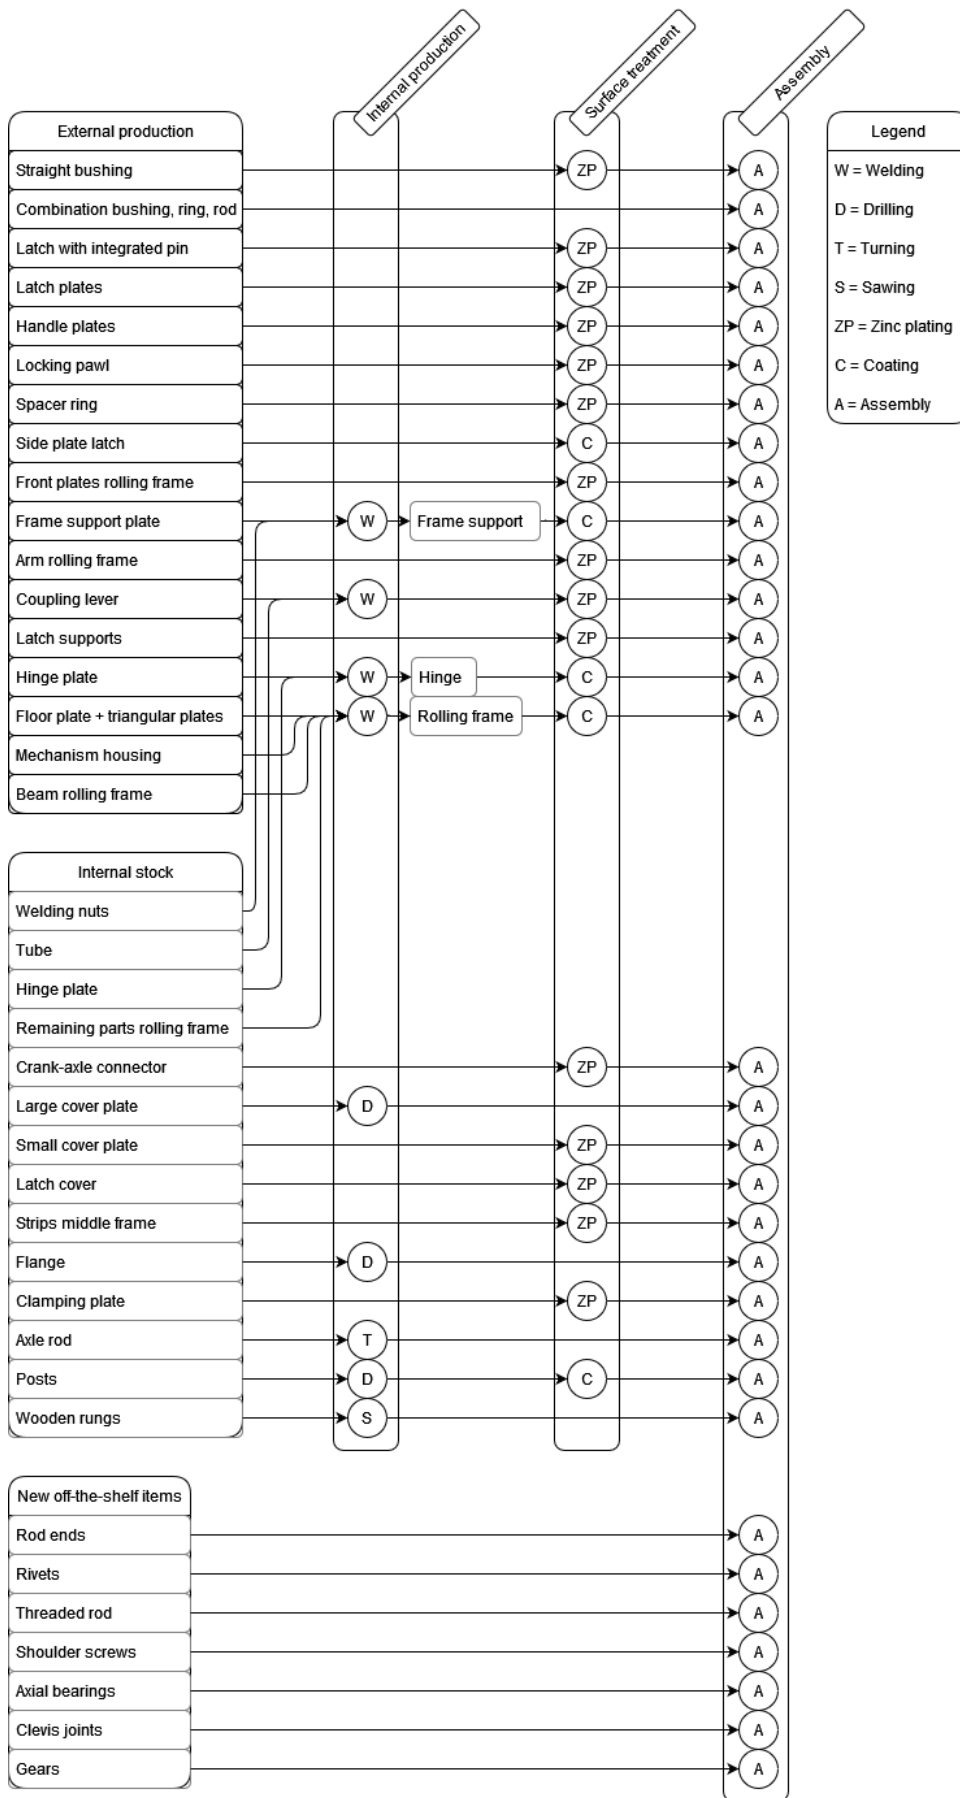 Internal production
Surface treatment
Assembly
External production
Legend
Straight bushing
ZP
A
W = Welding
Combination bushing, ring, rod
A
D = Drilling
Latch with integrated pin
ZP
A
T = Turning
Latch plates
ZP
A
S = Sawing
Handle plates
ZP
A
ZP = Zinc plating
Locking pawl
ZP
A
C = Coating
Spacer ring
ZP
A
A = Assembly
Side plate latch
C
A
Front plates rolling frame
ZP
A
Frame support plate
W
Frame support
C
A
Arm rolling frame
ZP
A
Coupling lever
W
ZP
A
Latch supports
ZP
A
Hinge plate
W
Hinge
C
A
Floor plate + triangular plates
W
Rolling frame
C
A
Mechanism housing
Beam rolling frame
Internal stock
Welding nuts
Tube
Hinge plate
Remaining parts rolling frame
Crank-axle connector
ZP
A
Large cover plate
D
A
Small cover plate
ZP
A
Latch cover
ZP
A
Strips middle frame
ZP
A
Flange
D
A
Clamping plate
ZP
A
Axle rod
T
A
Posts
D
C
A
Wooden rungs
S
A
New off-the-shelf items
Rod ends
A
Rivets
A
Threaded rod
A
Shoulder screws
A
Axial bearings
A
Clevis joints
A
Gears
A